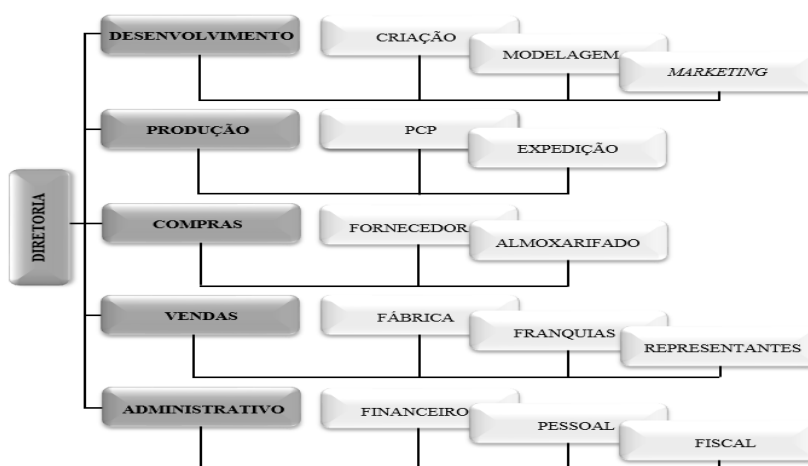 DIRETORIA
DESENVOLVIMENTO
CRIAÇÃO
MODELAGEM
MARKETING
PRODUÇÃO
PCP
EXPEDIÇÃO
COMPRAS
FORNECEDOR
ALMOXARIFADO
VENDAS
FÁBRICA
FRANQUIAS
REPRESENTANTES
ADMINISTRATIVO
FINANCEIRO
PESSOAL
FISCAL